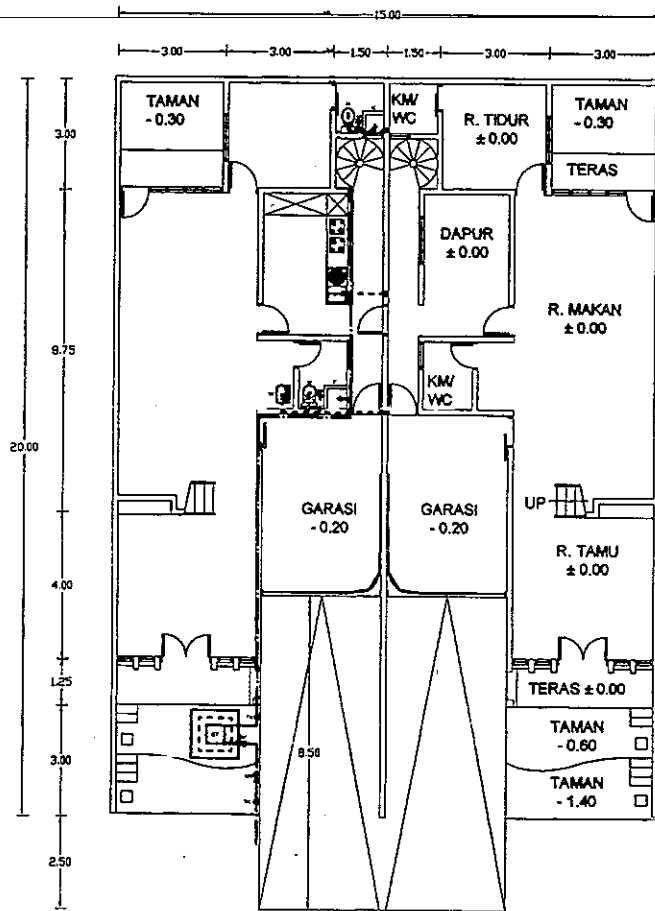 15.00
3.00
3.00
1.50
1.50
3.00
3.00
TAMAN
- 0.30
KM/
WC
R. TIDUR
± 0.00
TAMAN
- 0.30
TERAS
3.00
DAPUR
± 0.00
R. MAKAN
± 0.00
8.75
KM/
WC
20.00
GARASI
- 0.20
GARASI
- 0.20
UP
R. TAMU
± 0.00
4.00
1.25
TERAS ± 0.00
TAMAN
- 0.60
3.00
8.50
TAMAN
- 1.40
2.50